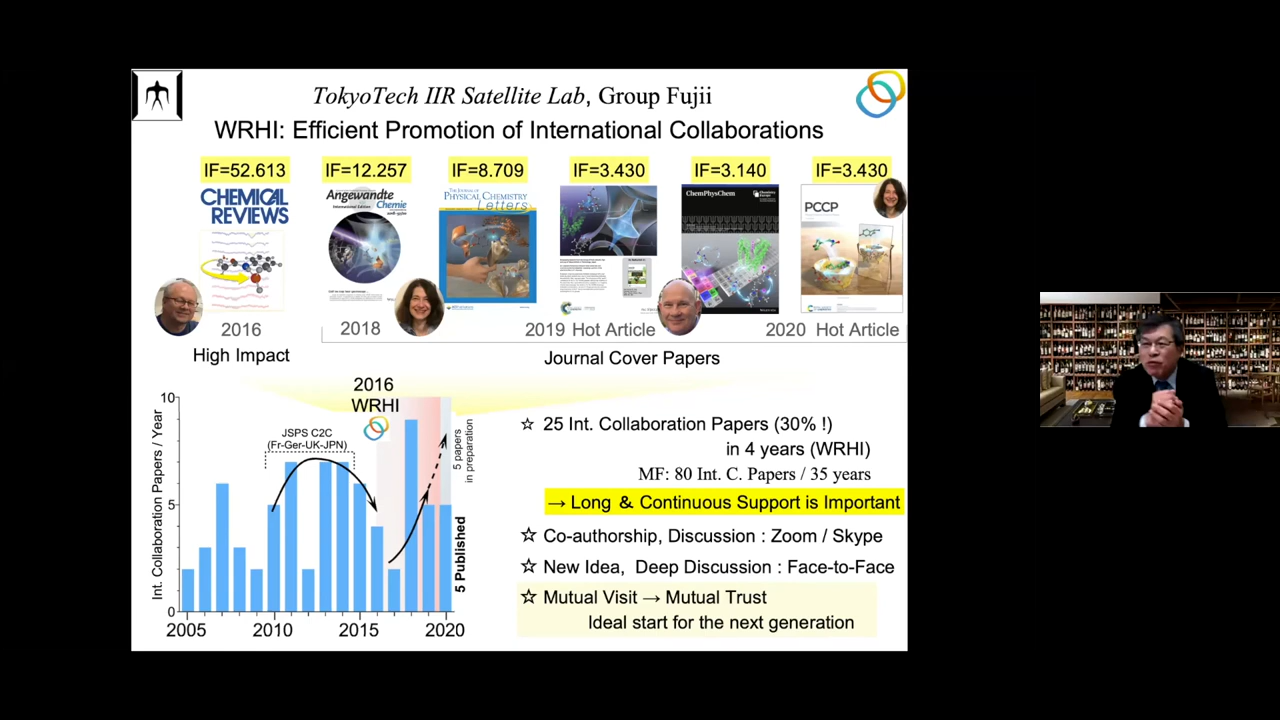 TokyoTech IIR Satellite Lab, Group Fujii
WRHI: Efficient Promotion of International Collaborations
IF=52.613
IF=12.257
IF=8.709
IF=3.430
IF=3.140
IF=3.430
CHEMICAL
REVIEWS
Angewandte
Chemie
THE JOURNAL OF
PHYSICAL CHEMISTRY
Letters
ChemPhysChem
PCCP
2016
2018
2019 Hot Article
2020 Hot Article
High Impact
Journal Cover Papers
2016
WRHI
JSPS C2C
(Fr-Ger-UK-JPN)
Int. Collaboration Papers / Year
10
5
0
2005
2010
2015
2020
5 papers
in preparation
5 Published
☆ 25 Int. Collaboration Papers (30% !)
in 4 years (WRHI)
MF: 80 Int. C. Papers / 35 years
→ Long & Continuous Support is Important
☆ Co-authorship, Discussion : Zoom / Skype
☆ New Idea, Deep Discussion : Face-to-Face
☆ Mutual Visit → Mutual Trust
Ideal start for the next generation